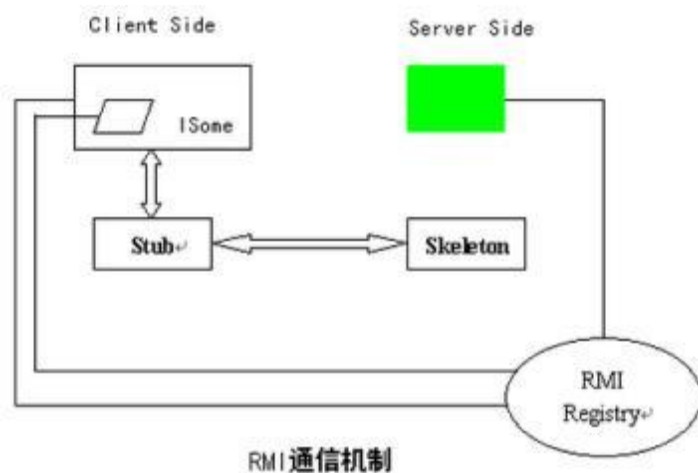 Client Side
Server Side
ISome
Stub
Skeleton
RMI
Registry
RMI通信机制